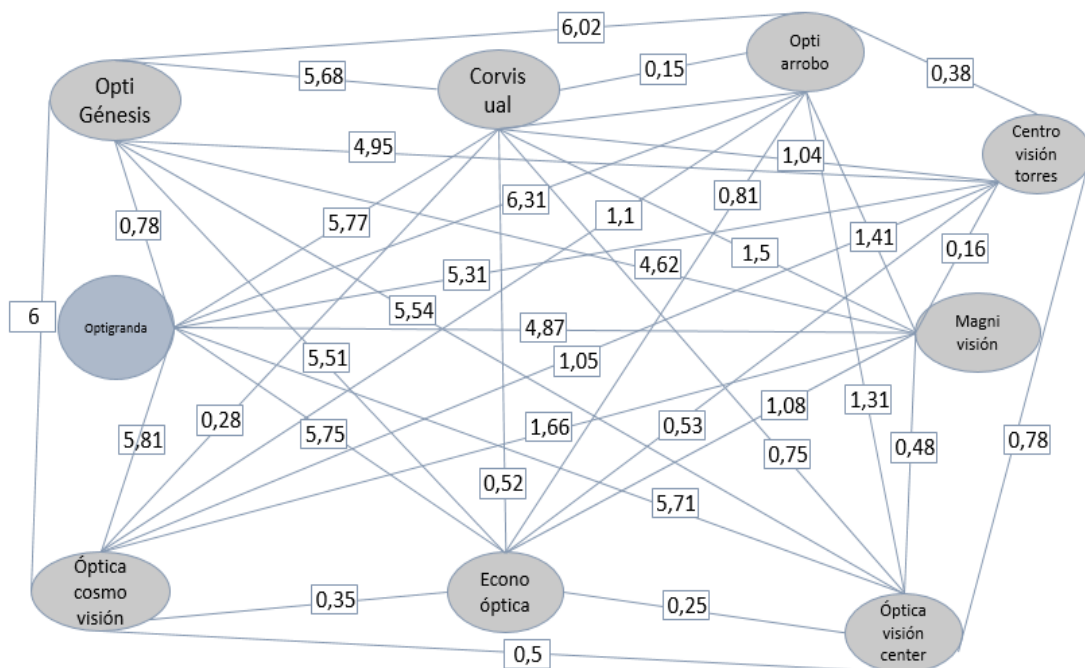 6,02
Opti
arrobo
0,38
Opti
Génesis
5,68
Corvis
ual
0,15
Centro
visión
torres
4,95
1,04
0,78
5,77
6,31
1,1
0,81
1,41
0,16
5,31
4,62
1,5
6
Optigranda
5,54
4,87
Magni
visión
5,51
1,05
0,28
5,81
5,75
1,66
0,53
1,08
1,31
0,48
0,78
0,75
0,52
5,71
Óptica
cosmo
visión
0,35
Econo
óptica
0,25
Óptica
visión
center
0,5